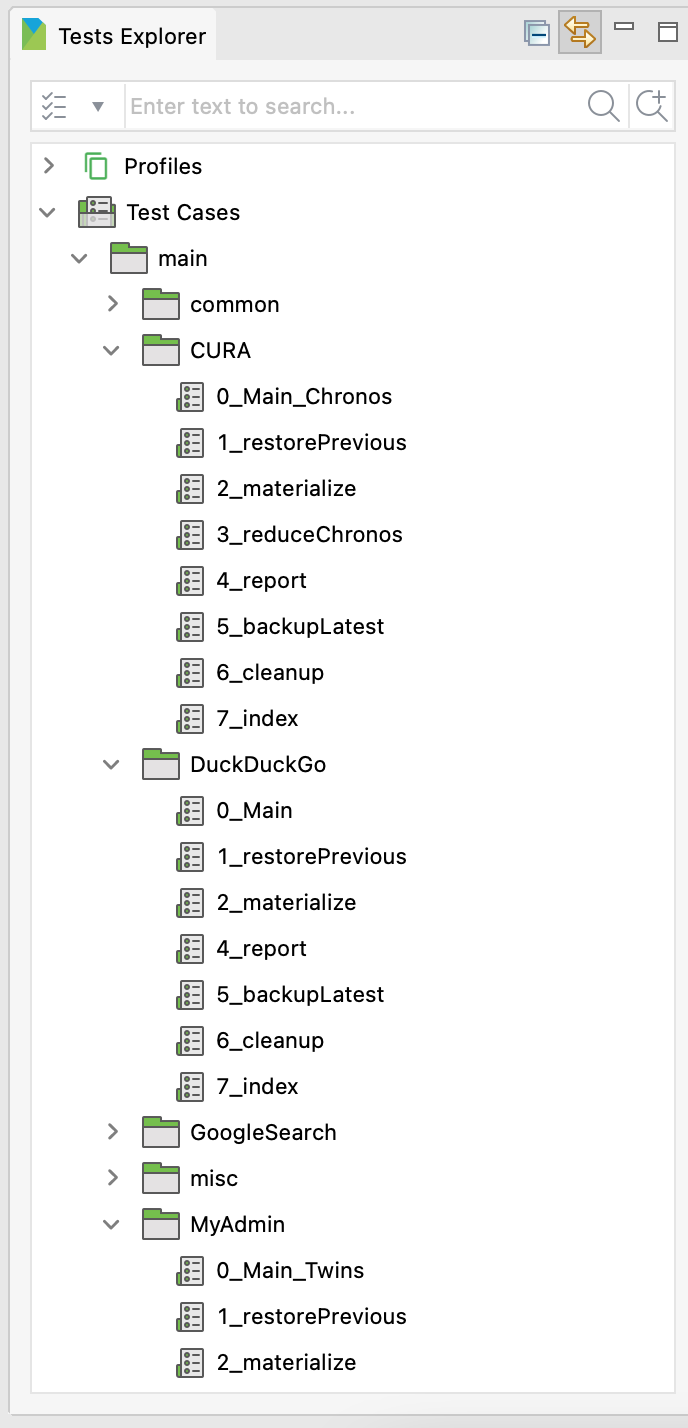 Tests Explorer
Enter text to search...
Profiles
Test Cases
main
common
CURA
0_Main_Chronos
1_restorePrevious
2_materialize
3_reduceChronos
4_report
5_backupLatest
6_cleanup
7_index
DuckDuckGo
0_Main
1_restorePrevious
2_materialize
4_report
5_backupLatest
6_cleanup
7_index
GoogleSearch
misc
MyAdmin
0_Main_Twins
1_restorePrevious
2_materialize